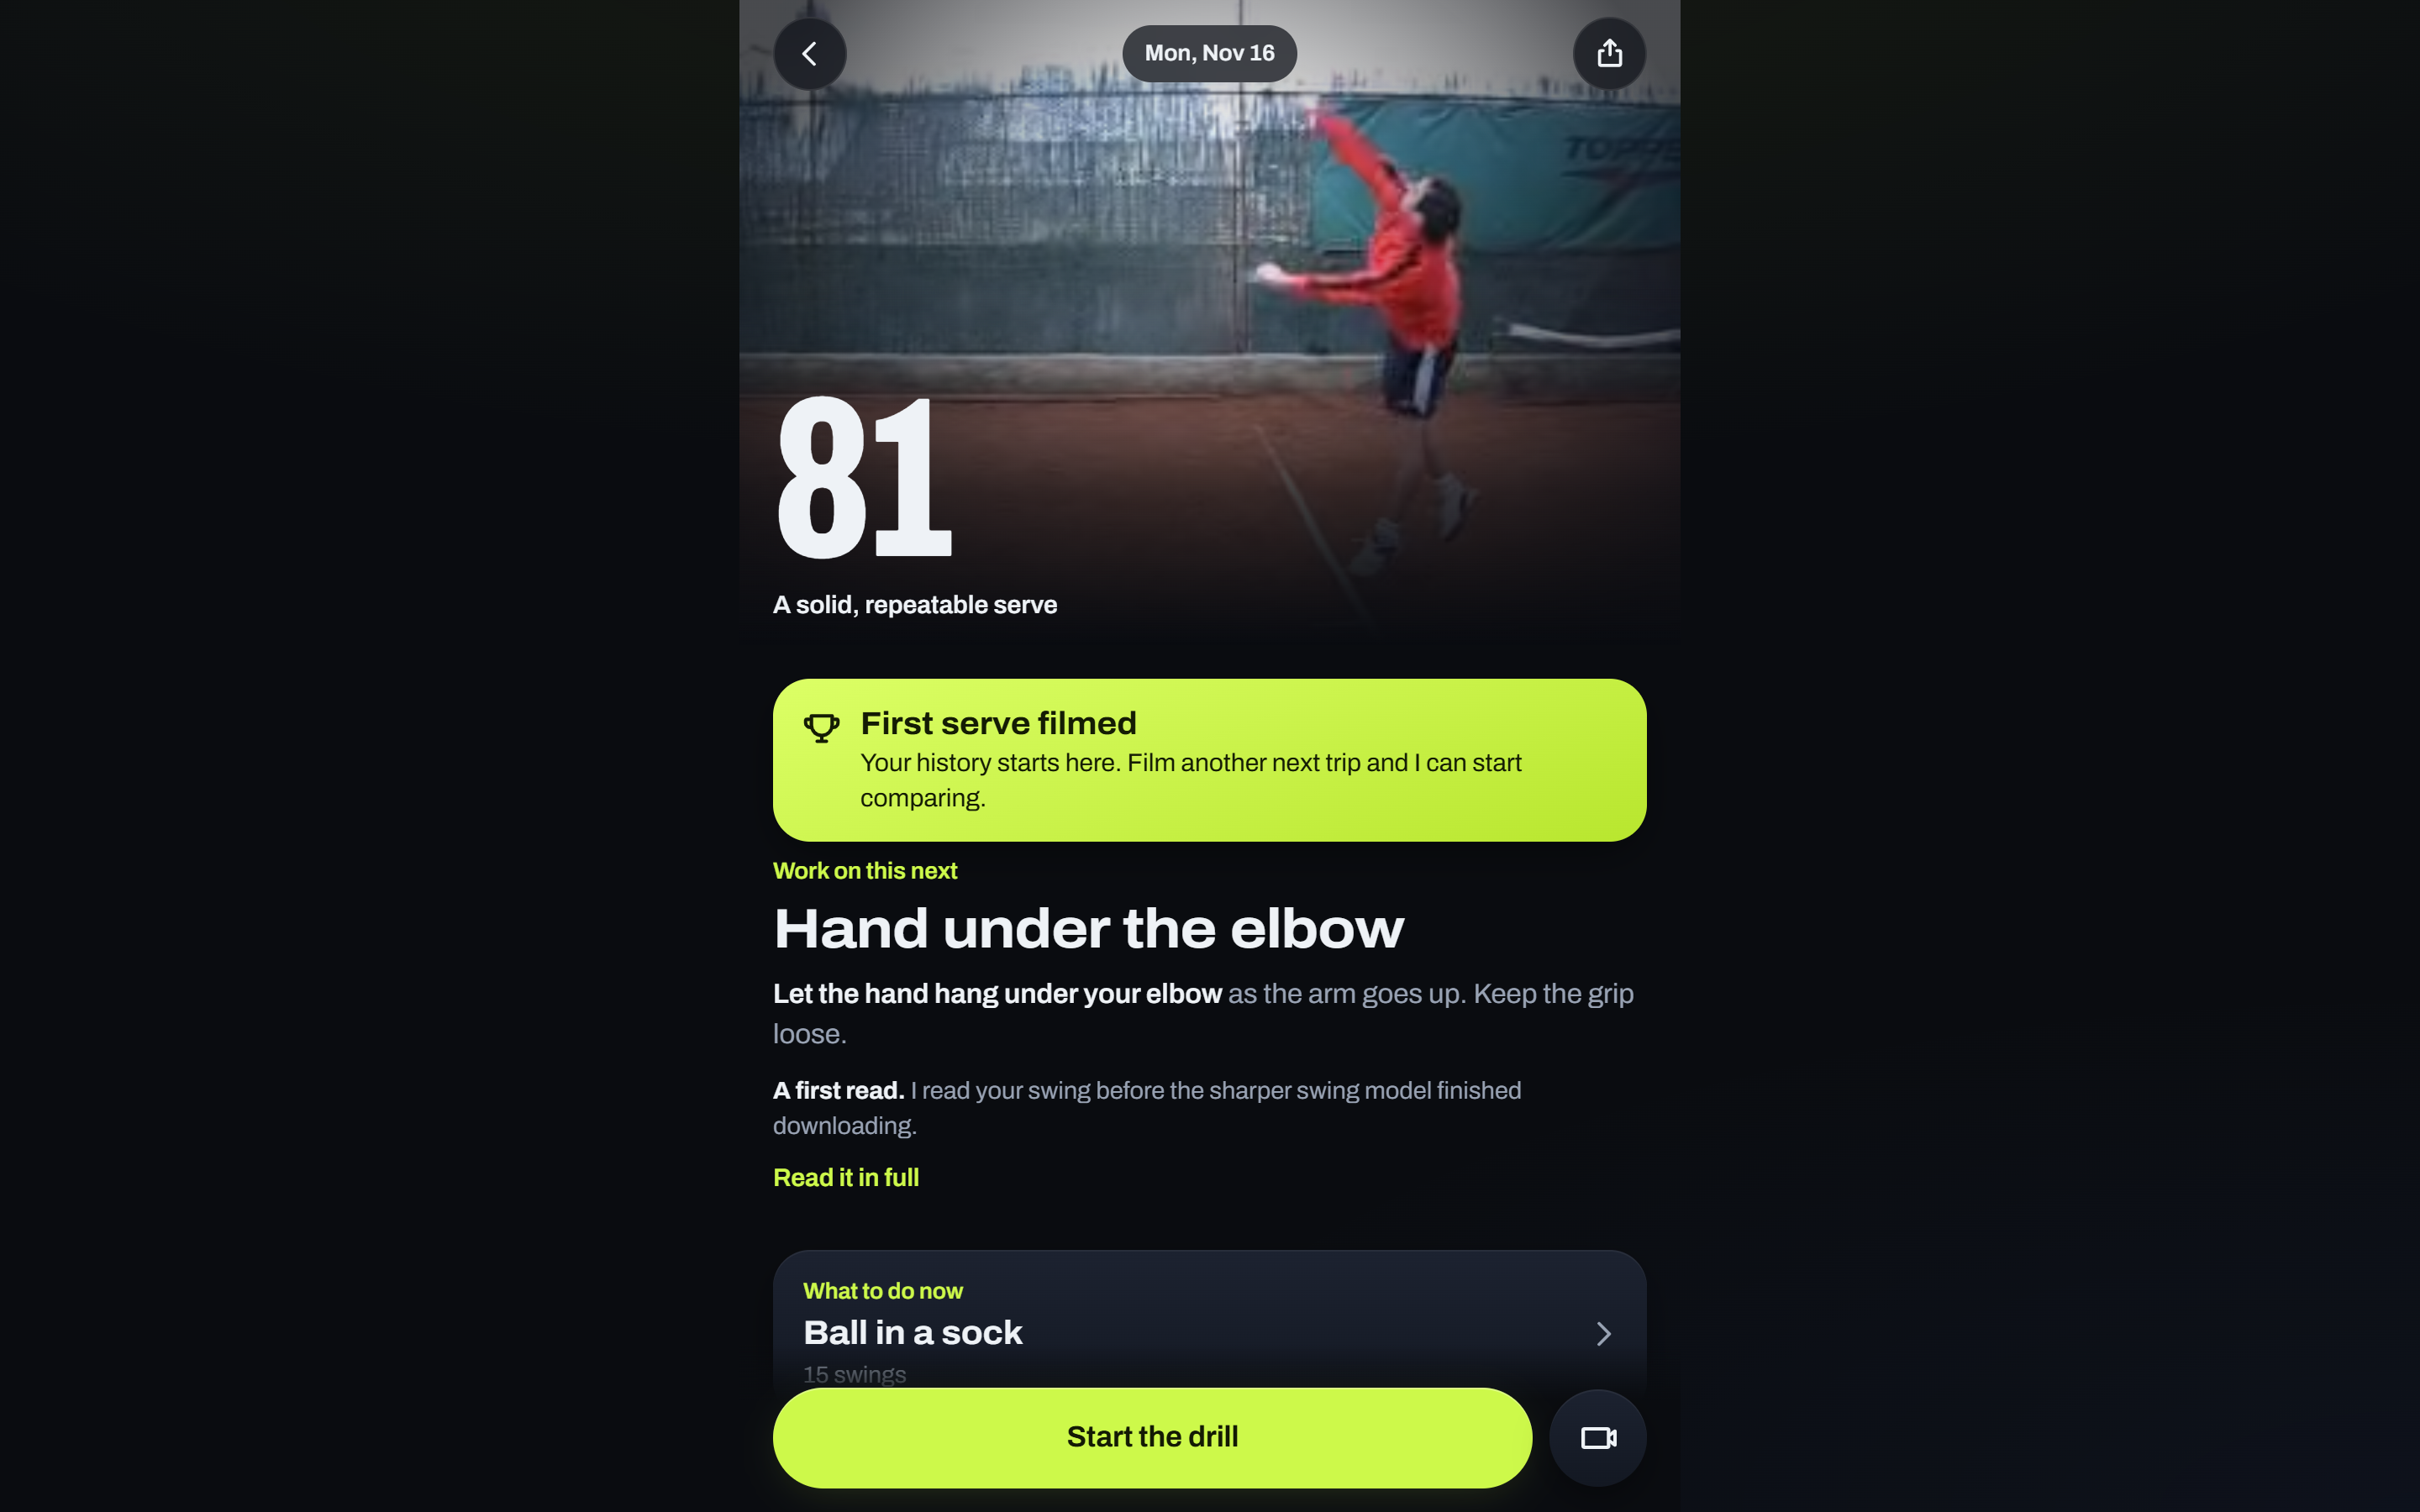 Mon, Nov 16
81
A solid, repeatable serve
First serve filmed
Your history starts here. Film another next trip and I can start
comparing.
Work on this next
Hand under the elbow
Let the hand hang under your elbow as the arm goes up. Keep the grip
loose.
A first read. I read your swing before the sharper swing model finished
downloading.
Read it in full
What to do now
Ball in a sock
15 swings
Start the drill